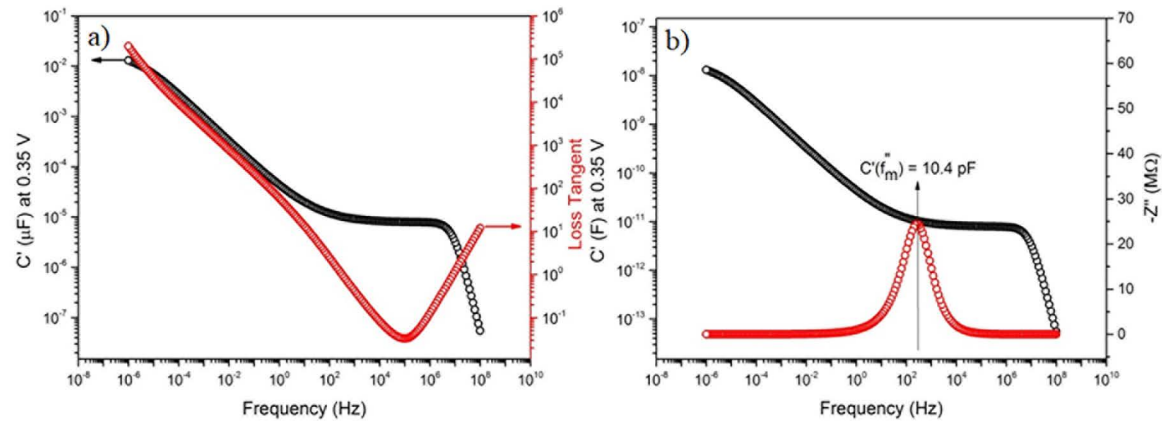 a)
10⁻¹
10⁻²
10⁻³
10⁻⁴
10⁻⁵
10⁻⁶
10⁻⁷
C' (µF) at 0.35 V
10⁶
10⁵
10⁴
10³
10²
10¹
10⁰
10⁻¹
Loss Tangent
10⁻⁸ 10⁻⁶ 10⁻⁴ 10⁻² 10⁰ 10² 10⁴ 10⁶ 10⁸ 10¹⁰
Frequency (Hz)
b)
10⁻⁷
10⁻⁸
10⁻⁹
10⁻¹⁰
10⁻¹¹
10⁻¹²
10⁻¹³
C' (F) at 0.35 V
C'(f"m) = 10.4 pF
70
60
50
40
30
20
10
0
-Z" (MΩ)
10⁻⁸ 10⁻⁶ 10⁻⁴ 10⁻² 10⁰ 10² 10⁴ 10⁶ 10⁸ 10¹⁰
Frequency (Hz)